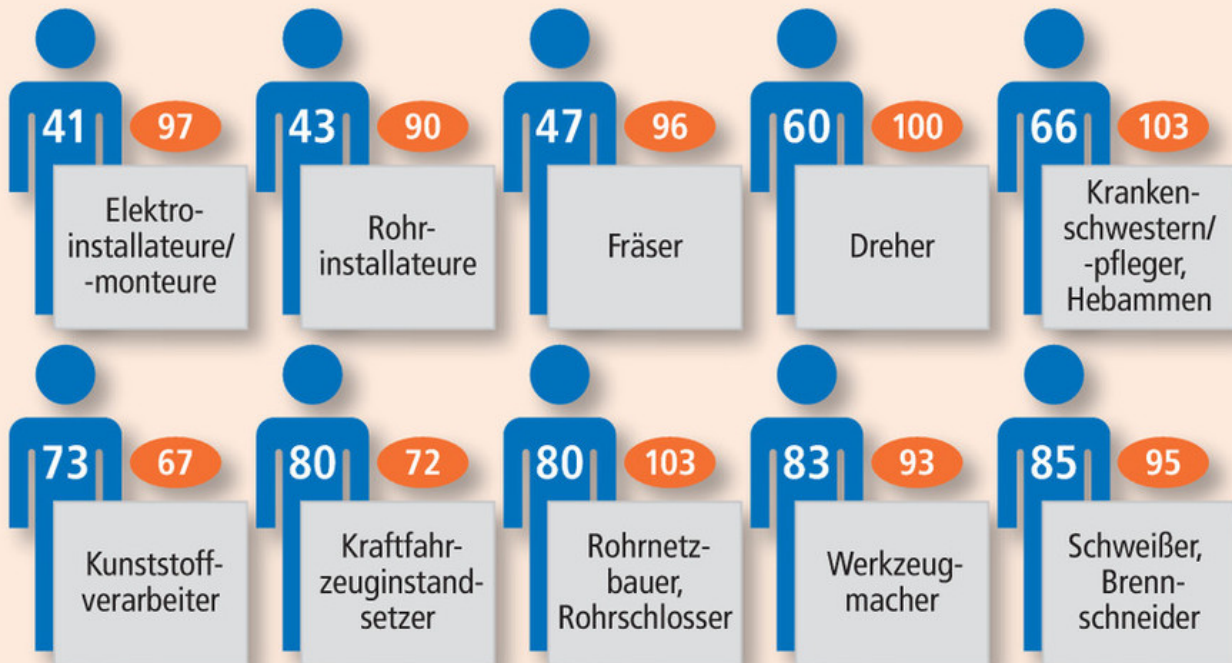 41 97 43 90 47 96 60 100 66 103
Elektro-
installateure/
-monteure
Rohr-
installateure
Fräser
Dreher
Kranken-
schwestern/
-pfleger,
Hebammen
73 67 80 72 80 103 83 93 85 95
Kunststoff-
verarbeiter
Kraftfahr-
zeuginstand-
setzer
Rohrnetz-
bauer,
Rohrschlosser
Werkzeug-
macher
Schweißer,
Brenn-
schneider